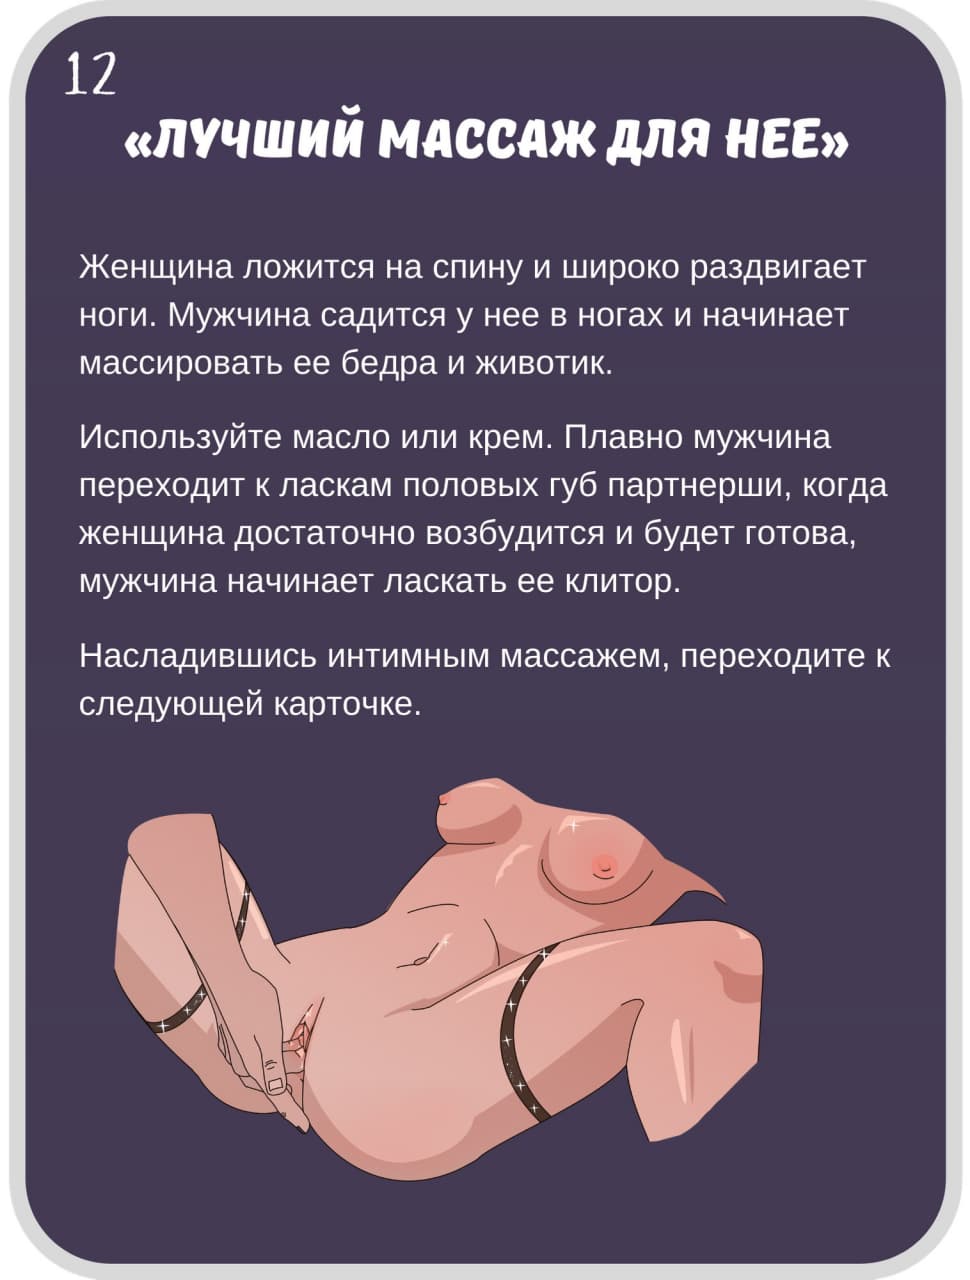 12
«ЛУЧШИЙ МАССАЖ ДЛЯ НЕЕ»
Женщина ложится на спину и широко раздвигает
ноги. Мужчина садится у нее в ногах и начинает
массировать ее бедра и животик.
Используйте масло или крем. Плавно мужчина
переходит к ласкам половых губ партнерши, когда
женщина достаточно возбудится и будет готова,
мужчина начинает ласкать ее клитор.
Насладившись интимным массажем, переходите к
следующей карточке.